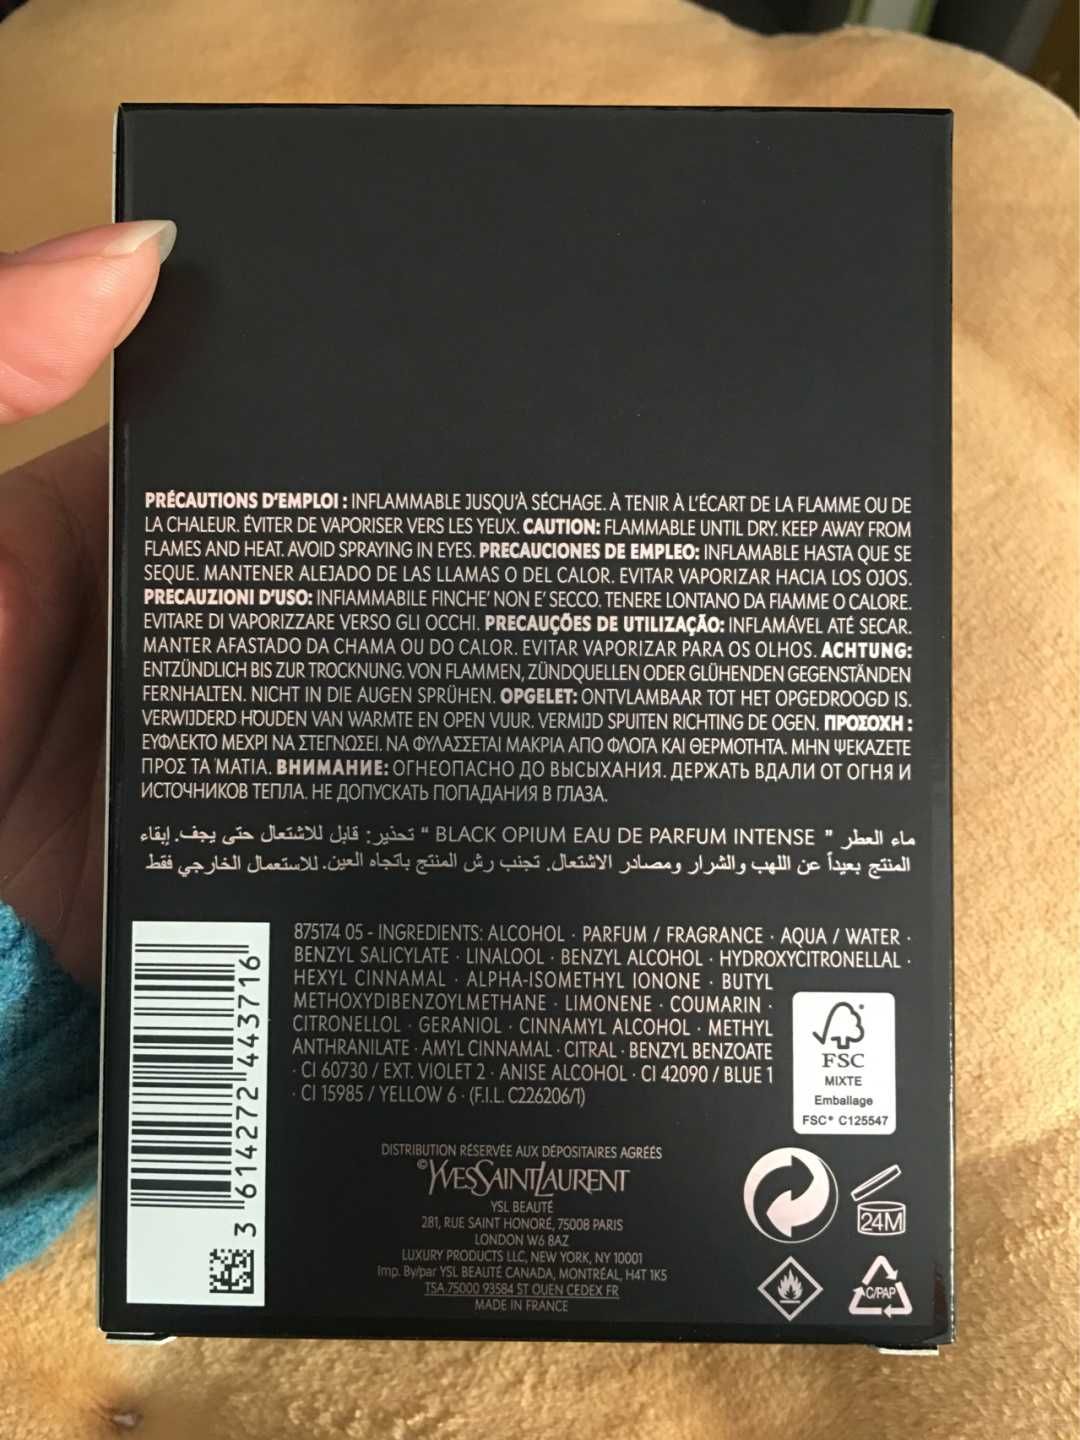 PRÉCAUTIONS D'EMPLOI : INFLAMMABLE JUSQU'À SÉCHAGE. À TENIR À L'ÉCART DE LA FLAMME OU DE
LA CHALEUR. ÉVITER DE VAPORISER VERS LES YEUX. CAUTION: FLAMMABLE UNTIL DRY. KEEP AWAY FROM
FLAMES AND HEAT. AVOID SPRAYING IN EYES. PRECAUCIONES DE EMPLEO: INFLAMABLE HASTA QUE SE
SEQUE. MANTENER ALEJADO DE LAS LLAMAS O DEL CALOR. EVITAR VAPORIZAR HACIA LOS OJOS.
PRECAUZIONI D'USO: INFIAMMABILE FINCHE' NON E' SECCO. TENERE LONTANO DA FIAMME O CALORE.
EVITARE DI VAPORIZZARE VERSO GLI OCCHI. PRECAUÇÕES DE UTILIZAÇÃO: INFLAMÁVEL ATÉ SECAR.
MANTER AFASTADO DA CHAMA OU DO CALOR. EVITAR VAPORIZAR PARA OS OLHOS. ACHTUNG:
ENTZÜNDLICH BIS ZUR TROCKNUNG. VON FLAMMEN, ZÜNDQUELLEN ODER GLÜHENDEN GEGENSTÄNDEN
FERNHALTEN. NICHT IN DIE AUGEN SPRÜHEN. OPGELET: ONTVLAMBAAR TOT HET OPGEDROOGD IS.
VERWIJDERD HOUDEN VAN WARMTE EN OPEN VUUR. VERMIJD SPUITEN RICHTING DE OGEN. ΠΡΟΣΟΧΗ :
ΕΥΦΛΕΚΤΟ ΜΕΧΡΙ ΝΑ ΣΤΕΓΝΩΣΕΙ. ΝΑ ΦΥΛΑΣΣΕΤΑΙ ΜΑΚΡΙΑ ΑΠΟ ΦΛΟΓΑ ΚΑΙ ΘΕΡΜΟΤΗΤΑ. ΜΗΝ ΨΕΚΑΖΕΤΕ
ΠΡΟΣ ΤΑ ΜΑΤΙΑ. ВНИМАНИЕ: ОГНЕОПАСНО ДО ВЫСЫХАНИЯ. ДЕРЖАТЬ ВДАЛИ ОТ ОГНЯ И
ИСТОЧНИКОВ ТЕПЛА. НЕ ДОПУСКАТЬ ПОПАДАНИЯ В ГЛАЗА.
ماء العطر " BLACK OPIUM EAU DE PARFUM INTENSE " تحذير: قابل للاشتعال حتى يجف. إبقاء
المنتج بعيداً عن اللهب والشرار ومصادر الاشتعال. تجنب رش المنتج باتجاه العين. للاستعمال الخارجي فقط
875174 05 - INGREDIENTS: ALCOHOL · PARFUM / FRAGRANCE · AQUA / WATER ·
BENZYL SALICYLATE · LINALOOL · BENZYL ALCOHOL · HYDROXYCITRONELLAL ·
HEXYL CINNAMAL · ALPHA-ISOMETHYL IONONE · BUTYL
METHOXYDIBENZOYLMETHANE · LIMONENE · COUMARIN ·
CITRONELLOL · GERANIOL · CINNAMYL ALCOHOL · METHYL
ANTHRANILATE · AMYL CINNAMAL · CITRAL · BENZYL BENZOATE
· CI 60730 / EXT. VIOLET 2 · ANISE ALCOHOL · CI 42090 / BLUE 1
· CI 15985 / YELLOW 6 · (F.I.L. C226206/1)
3 614272 443716
FSC
MIXTE
Emballage
FSC® C125547
DISTRIBUTION RÉSERVÉE AUX DÉPOSITAIRES AGRÉÉS
©YVESSAINTLAURENT
YSL BEAUTÉ
281, RUE SAINT HONORÉ, 75008 PARIS
LONDON W6 8AZ
LUXURY PRODUCTS LLC, NEW YORK, NY 10001
Imp. By/par YSL BEAUTÉ CANADA, MONTRÉAL, H4T 1K5
TSA 75000 93584 ST OUEN CEDEX FR
MADE IN FRANCE
24M
C/PAP